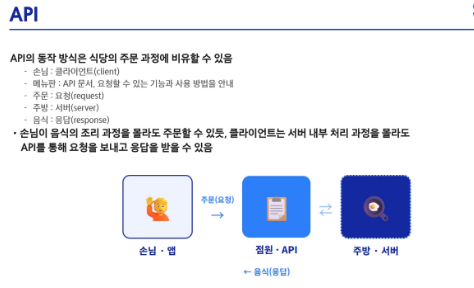 API
API의 동작 방식은 식당의 주문 과정에 비유할 수 있음
- 손님 : 클라이언트(client)
- 메뉴판 : API 문서, 요청할 수 있는 기능과 사용 방법을 안내
- 주문 : 요청(request)
- 주방 : 서버(server)
- 음식 : 응답(response)
• 손님이 음식의 조리 과정을 몰라도 주문할 수 있듯, 클라이언트는 서버 내부 처리 과정을 몰라도
API를 통해 요청을 보내고 응답을 받을 수 있음
주문(요청)
→
⇄
손님 · 앱
점원 · API
주방 · 서버
← 음식(응답)